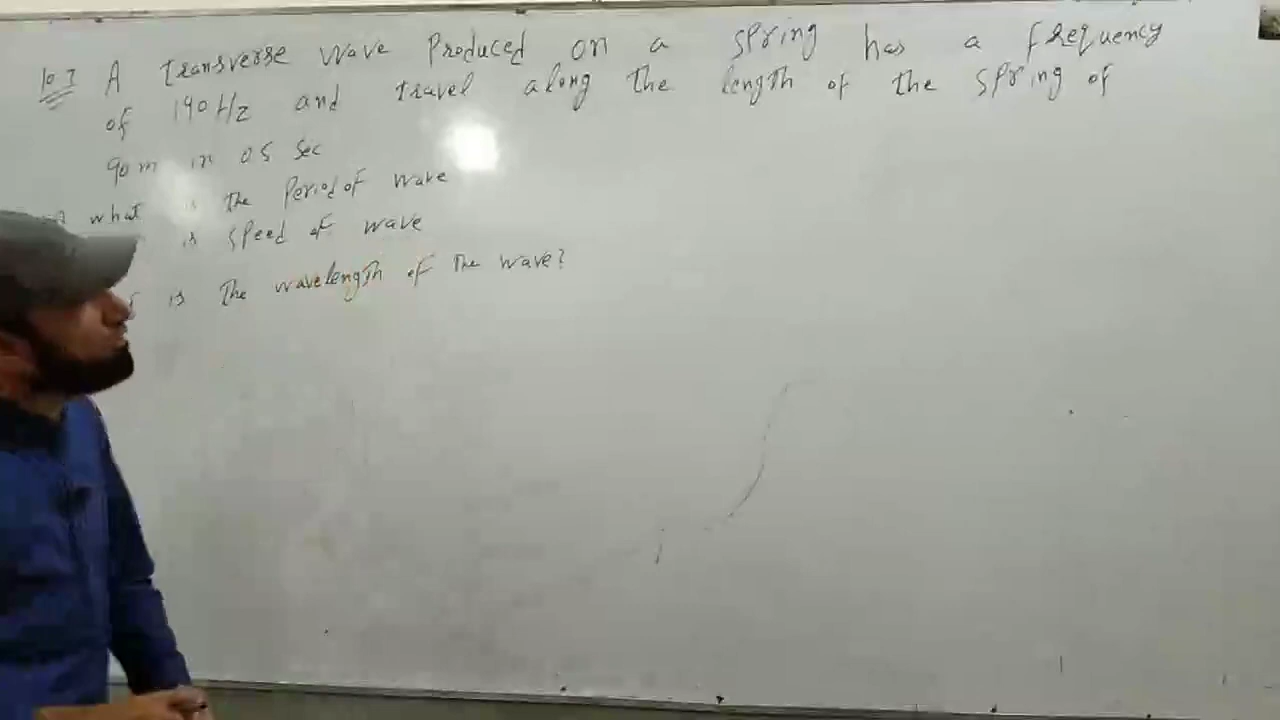 10.7 A transverse wave Produced on a spring has a frequency
of 190 Hz and travel along the length of the spring of
90 m in 0.5 sec
what is the Period of wave
is speed of wave
is the wavelength of the wave?